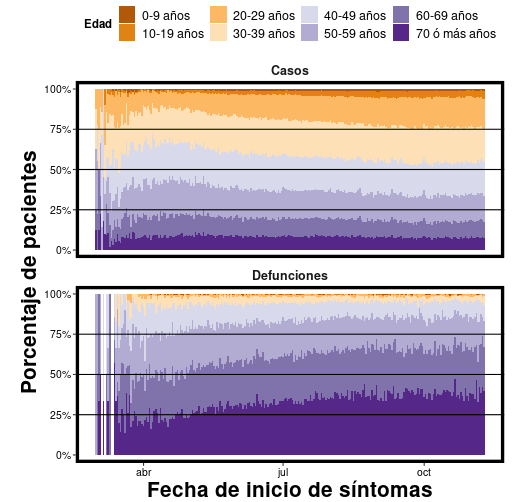 Edad
0-9 años 20-29 años 40-49 años 60-69 años
10-19 años 30-39 años 50-59 años 70 ó más años
Casos
100%
75%
50%
25%
0%
Porcentaje de pacientes
Defunciones
100%
75%
50%
25%
0%
abr jul oct
Fecha de inicio de síntomas